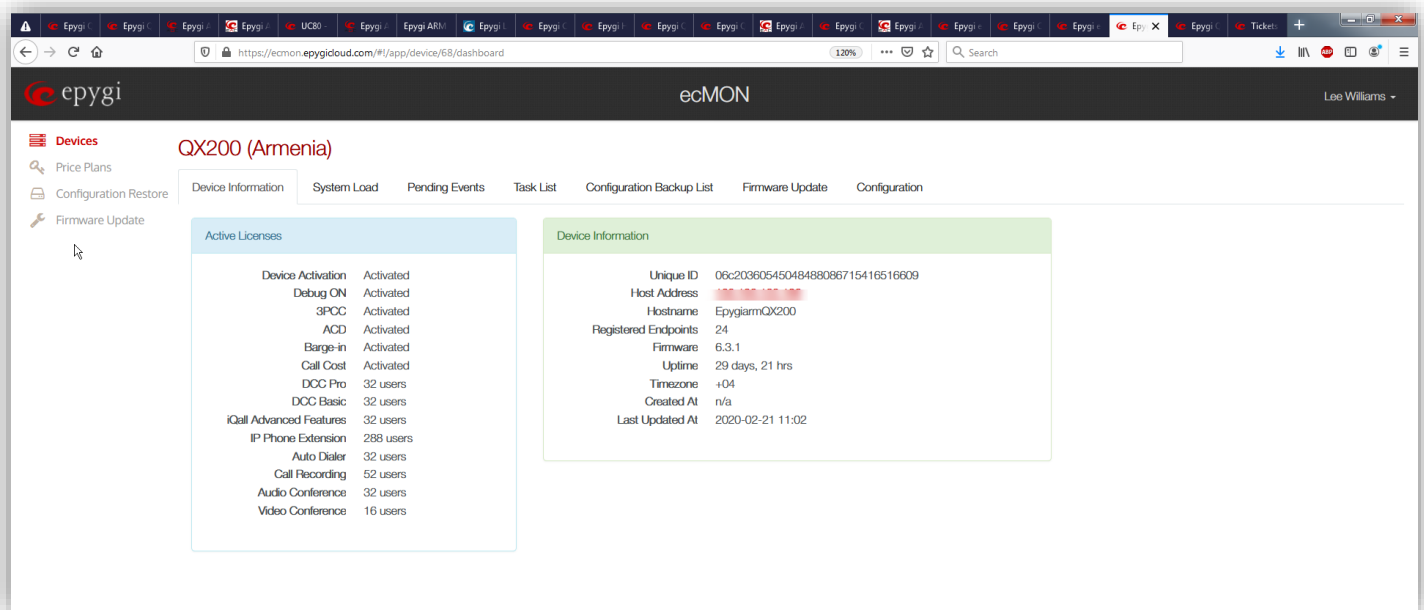 Epygi C Epygi C Epygi A Epygi A UC80 - Epygi A Epygi ARM Epygi L Epygi C Epygi Epygi C Epygi C Epygi A Epygi C Epygi A Epygi e Epygi C Epygi e Epy Epygi C Tickets
https://ecmon.epygicloud.com/#!/app/device/68/dashboard 120% Search
epygi ecMON Lee Williams
Devices
Price Plans
Configuration Restore
Firmware Update
QX200 (Armenia)
Device Information System Load Pending Events Task List Configuration Backup List Firmware Update Configuration
Active Licenses
Device Activation Activated
Debug ON Activated
3PCC Activated
ACD Activated
Barge-in Activated
Call Cost Activated
DCC Pro 32 users
DCC Basic 32 users
iQall Advanced Features 32 users
IP Phone Extension 288 users
Auto Dialer 32 users
Call Recording 52 users
Audio Conference 32 users
Video Conference 16 users
Device Information
Unique ID 06c20360545048488086715416516609
Host Address
Hostname EpygiarmQX200
Registered Endpoints 24
Firmware 6.3.1
Uptime 29 days, 21 hrs
Timezone +04
Created At n/a
Last Updated At 2020-02-21 11:02